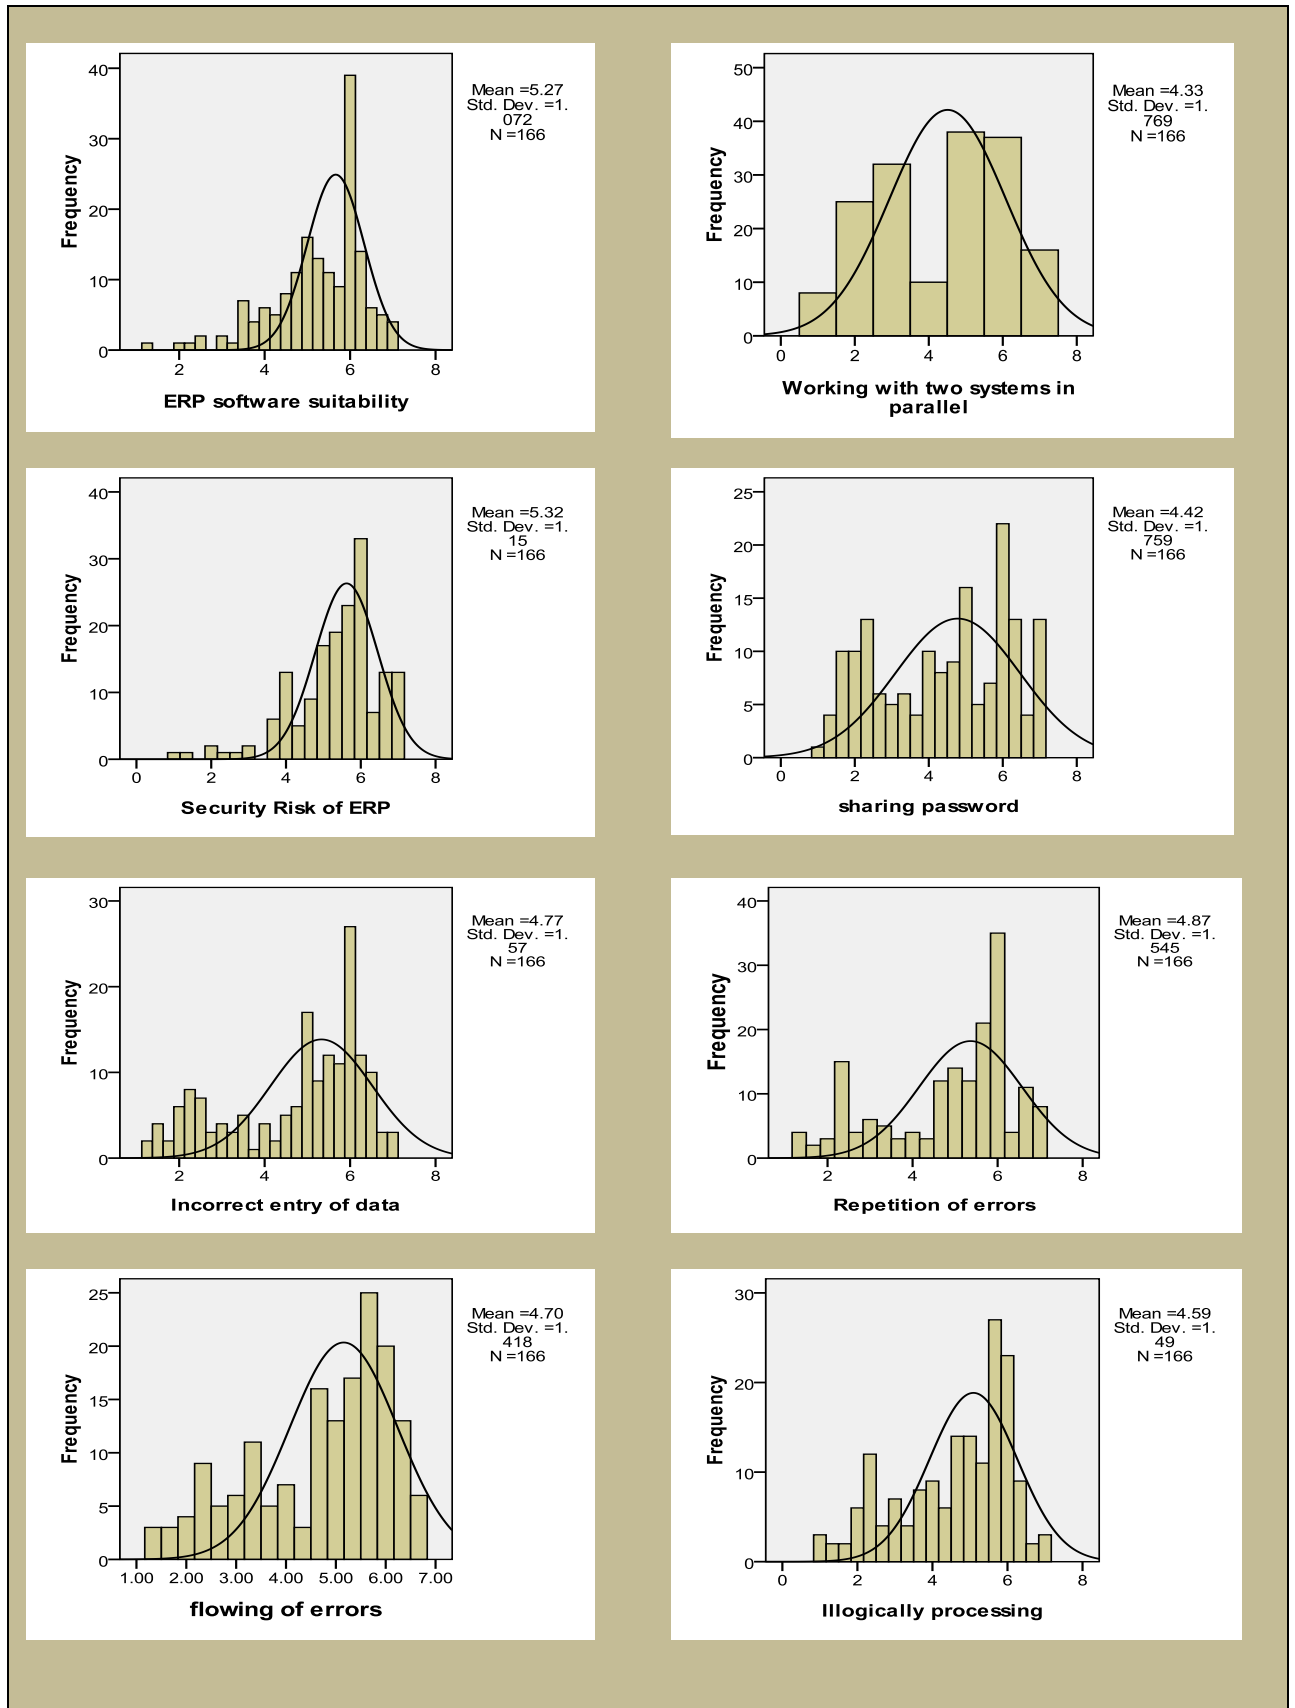 40
30
20
10
0
2 4 6 8
Frequency
ERP software suitability
Mean =5.27
Std. Dev. =1.
072
N =166
50
40
30
20
10
0
0 2 4 6 8
Frequency
Working with two systems in
parallel
Mean =4.33
Std. Dev. =1.
769
N =166
40
30
20
10
0
0 2 4 6 8
Frequency
Security Risk of ERP
Mean =5.32
Std. Dev. =1.
15
N =166
25
20
15
10
5
0
0 2 4 6 8
Frequency
sharing password
Mean =4.42
Std. Dev. =1.
759
N =166
30
20
10
0
2 4 6 8
Frequency
Incorrect entry of data
Mean =4.77
Std. Dev. =1.
57
N =166
40
30
20
10
0
2 4 6 8
Frequency
Repetition of errors
Mean =4.87
Std. Dev. =1.
545
N =166
25
20
15
10
5
0
1.00 2.00 3.00 4.00 5.00 6.00 7.00
Frequency
flowing of errors
Mean =4.70
Std. Dev. =1.
418
N =166
30
20
10
0
0 2 4 6 8
Frequency
Illogically processing
Mean =4.59
Std. Dev. =1.
49
N =166